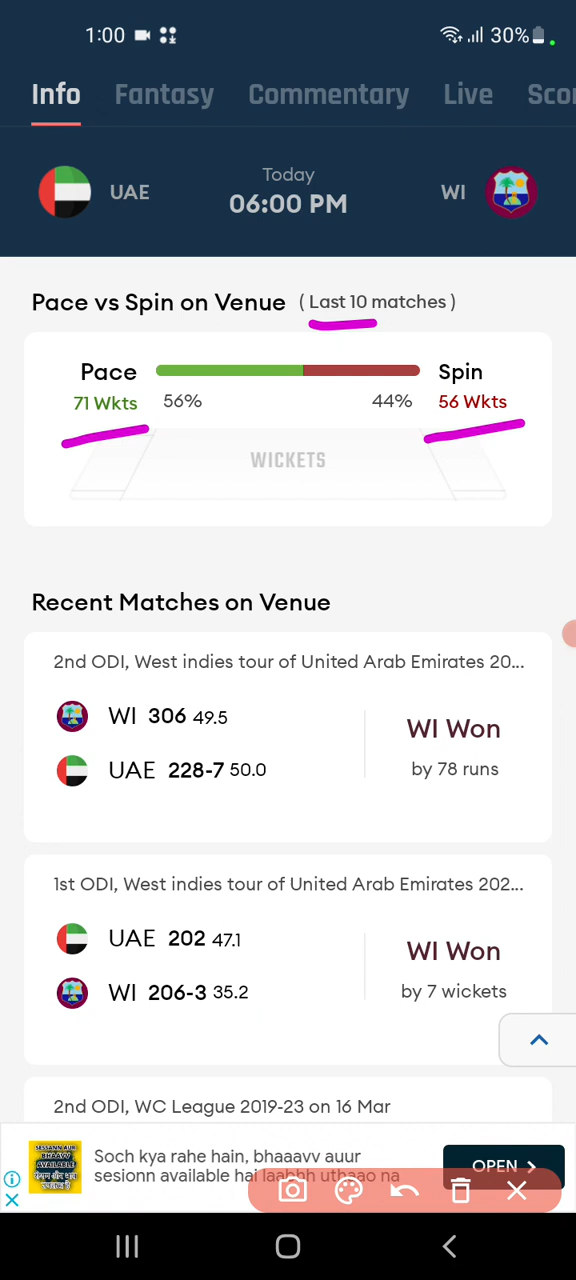 1:00 30%
Info Fantasy Commentary Live Scor
UAE Today WI
06:00 PM
Pace vs Spin on Venue ( Last 10 matches )
Pace Spin
71 Wkts 56% 44% 56 Wkts
WICKETS
Recent Matches on Venue
2nd ODI, West indies tour of United Arab Emirates 20...
WI 306 49.5
UAE 228-7 50.0
WI Won
by 78 runs
1st ODI, West indies tour of United Arab Emirates 202...
UAE 202 47.1
WI 206-3 35.2
WI Won
by 7 wickets
2nd ODI, WC League 2019-23 on 16 Mar
SESSANN AUR
BHAAVV
AVAILABLE
Soch kya rahe hain, bhaaavv auur
sesionn available hai laabhh uthaao na
OPEN